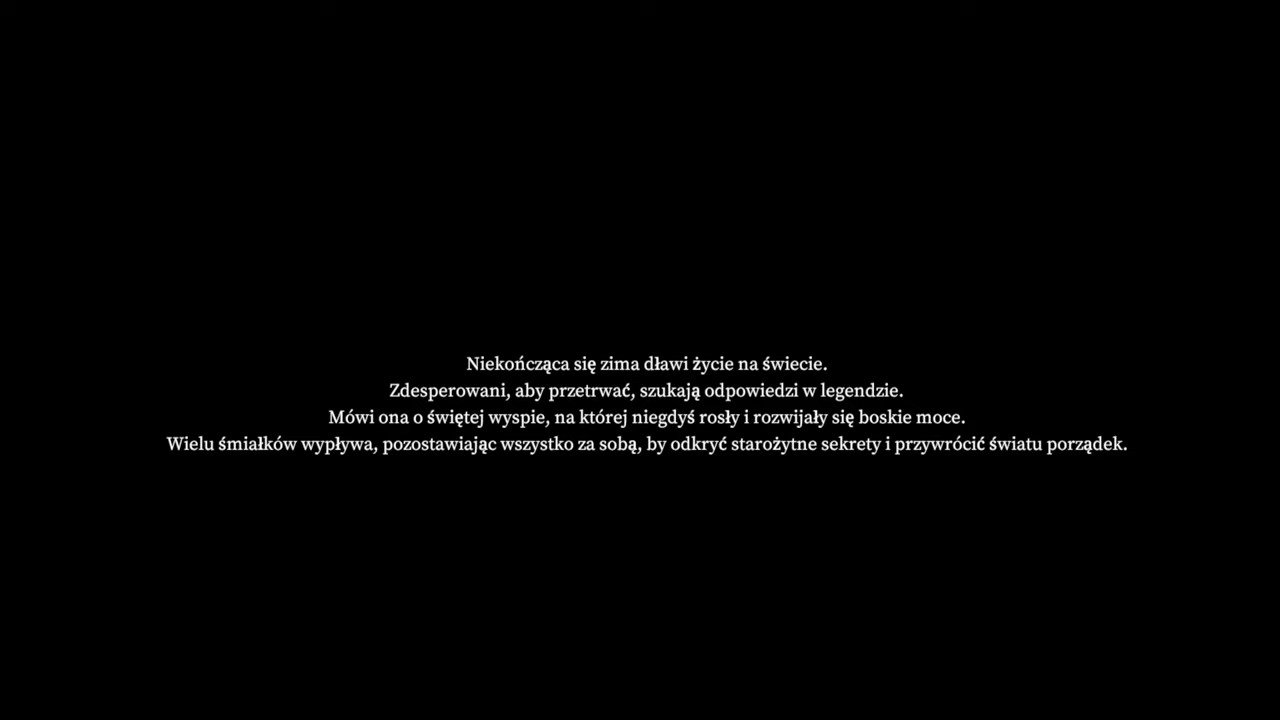 Niekończąca się zima dławi życie na świecie.
Zdesperowani, aby przetrwać, szukają odpowiedzi w legendzie.
Mówi ona o świętej wyspie, na której niegdyś rosły i rozwijały się boskie moce.
Wielu śmiałków wypływa, pozostawiając wszystko za sobą, by odkryć starożytne sekrety i przywrócić światu porządek.